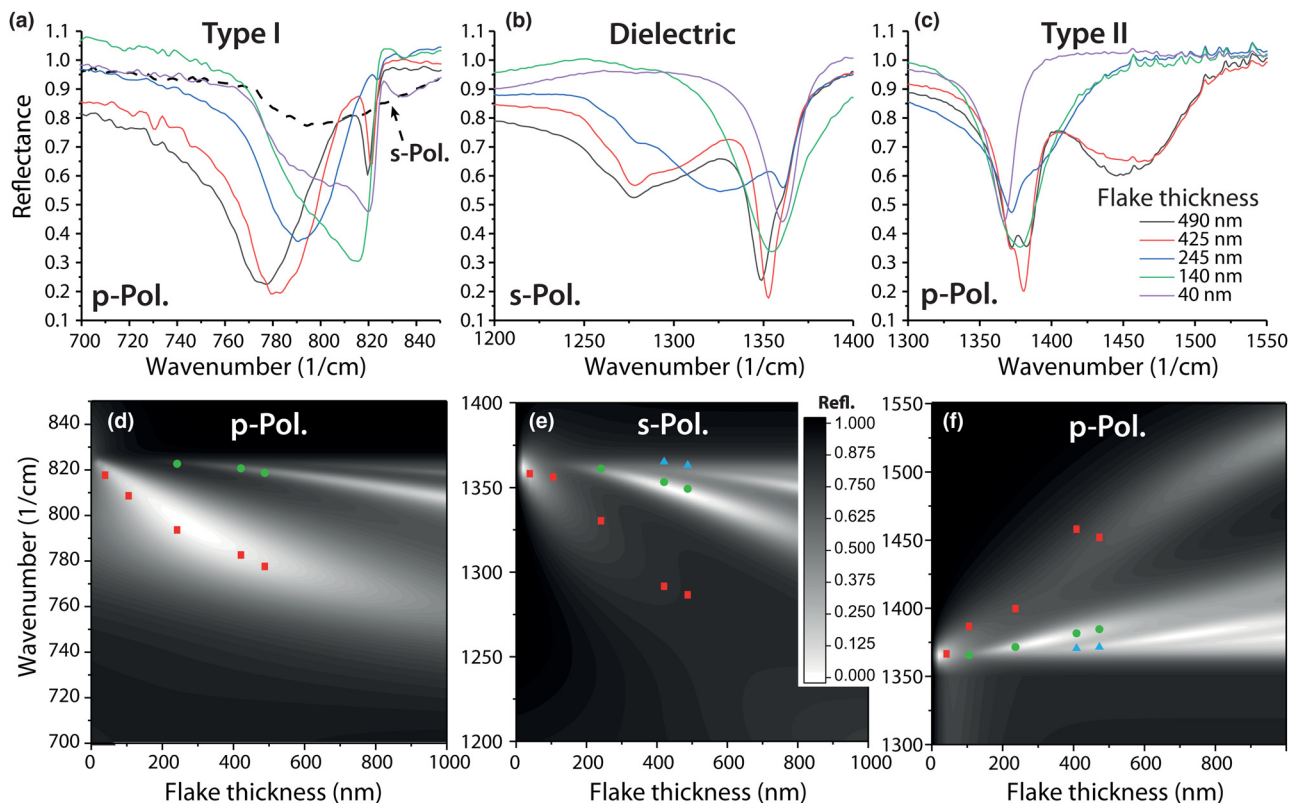 (a)
Type I
1.1
1.0
0.9
0.8
0.7
0.6
0.5
0.4
0.3
0.2
0.1
Reflectance
s-Pol.
p-Pol.
700 720 740 760 780 800 820 840
Wavenumber (1/cm)
(b)
Dielectric
1.1
1.0
0.9
0.8
0.7
0.6
0.5
0.4
0.3
0.2
0.1
s-Pol.
1200 1250 1300 1350 1400
Wavenumber (1/cm)
(c)
Type II
1.1
1.0
0.9
0.8
0.7
0.6
0.5
0.4
0.3
0.2
0.1
Flake thickness
490 nm
425 nm
245 nm
140 nm
40 nm
p-Pol.
1300 1350 1400 1450 1500 1550
Wavenumber (1/cm)
(d)
p-Pol.
840
820
800
780
760
740
720
700
Wavenumber (1/cm)
0 200 400 600 800 1000
Flake thickness (nm)
(e)
s-Pol.
1400
1350
1300
1250
1200
0 200 400 600 800 1000
Flake thickness (nm)
Refl.
1.000
0.875
0.750
0.625
0.500
0.375
0.250
0.125
0.000
(f)
p-Pol.
1550
1500
1450
1400
1350
1300
0 200 400 600 800
Flake thickness (nm)